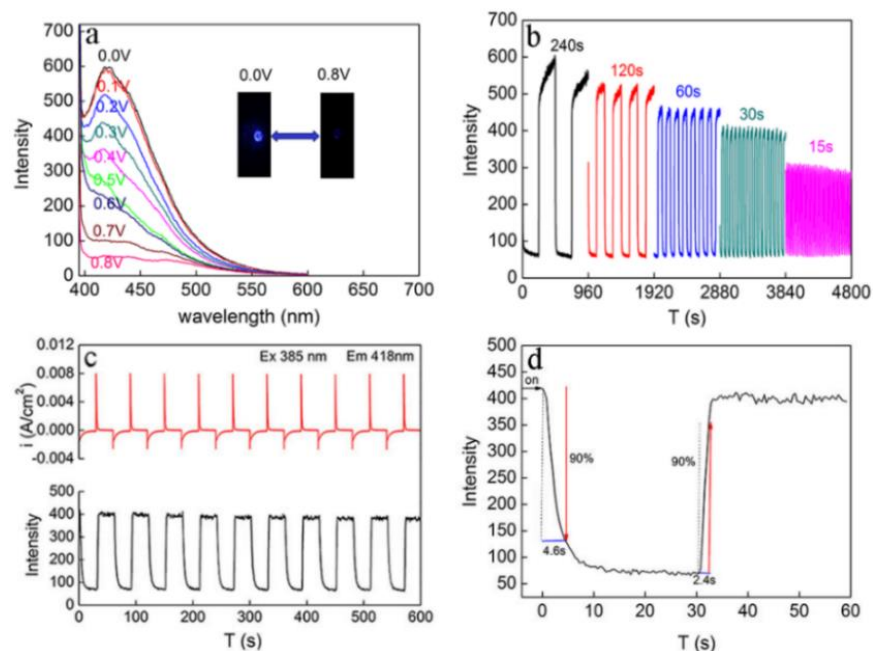 a
0.0V
0.1V
0.2V
0.3V
0.4V
0.5V
0.6V
0.7V
0.8V
0.0V 0.8V
700
600
500
400
300
200
100
0
Intensity
400 450 500 550 600 650 700
wavelength (nm)
b
240s
120s
60s
30s
15s
700
600
500
400
300
200
100
0
Intensity
0 960 1920 2880 3840 4800
T (s)
c
Ex 385 nm Em 418nm
0.012
0.008
0.004
0.000
-0.004
i (A/cm²)
500
400
300
200
100
0
Intensity
0 100 200 300 400 500 600
T (s)
d
on
90%
4.6s
90%
2.4s
500
450
400
350
300
250
200
150
100
50
Intensity
0 10 20 30 40 50 60
T (s)